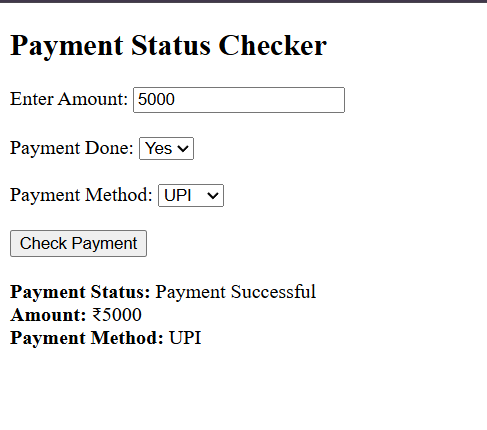 Payment Status Checker
Enter Amount: 5000
Payment Done: Yes
Payment Method: UPI
Check Payment
Payment Status: Payment Successful
Amount: ₹5000
Payment Method: UPI